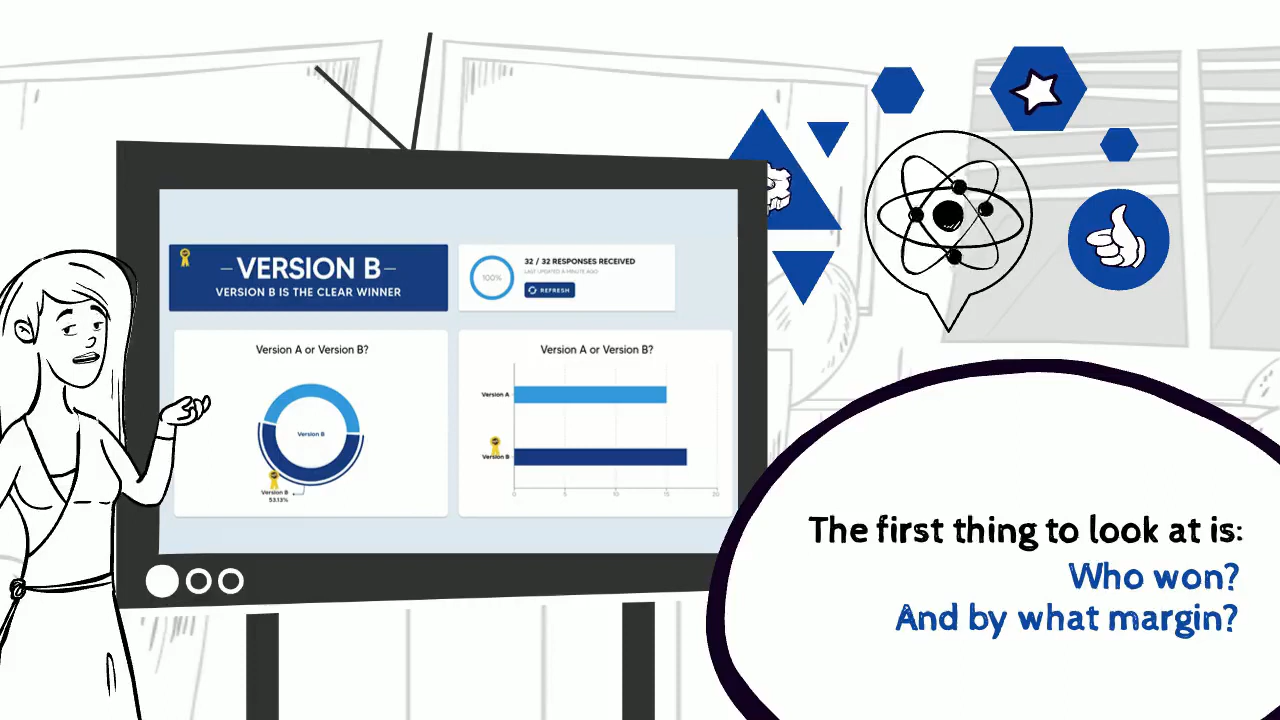 VERSION B
VERSION B IS THE CLEAR WINNER
100%
32 / 32 RESPONSES RECEIVED
LAST UPDATED A MINUTE AGO
REFRESH
Version A or Version B?
Version B
Version B
53.13%
Version A or Version B?
Version A
Version B
0 5 10 15 20
The first thing to look at is:
Who won?
And by what margin?